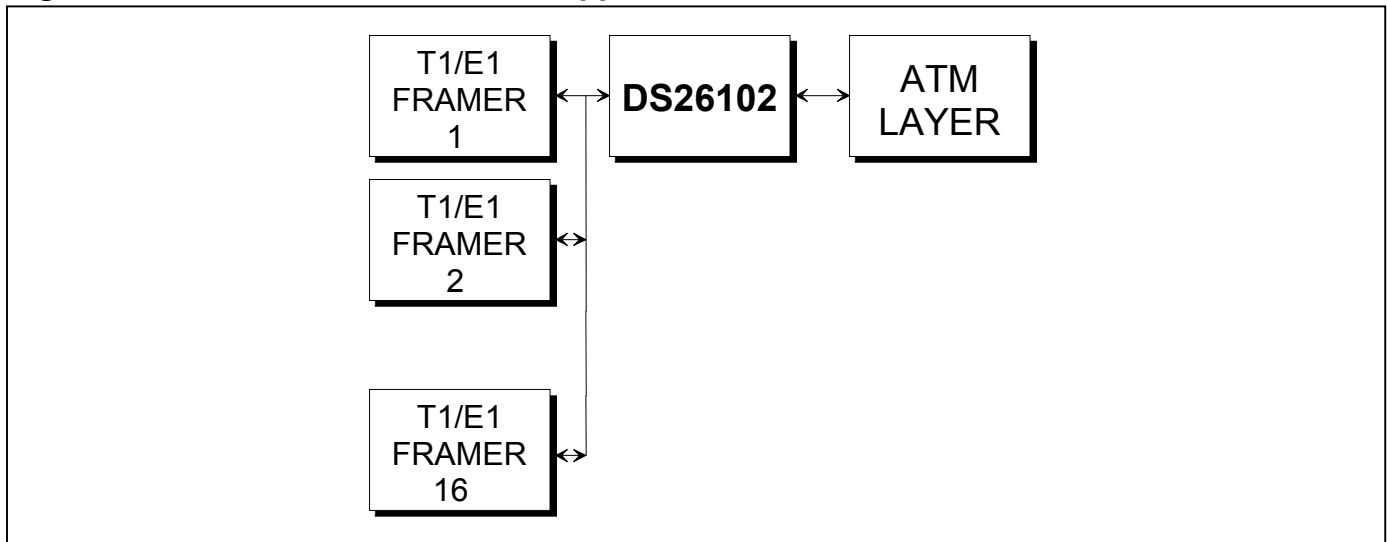 T1/E1
FRAMER
1
DS26102
ATM
LAYER
T1/E1
FRAMER
2
T1/E1
FRAMER
16